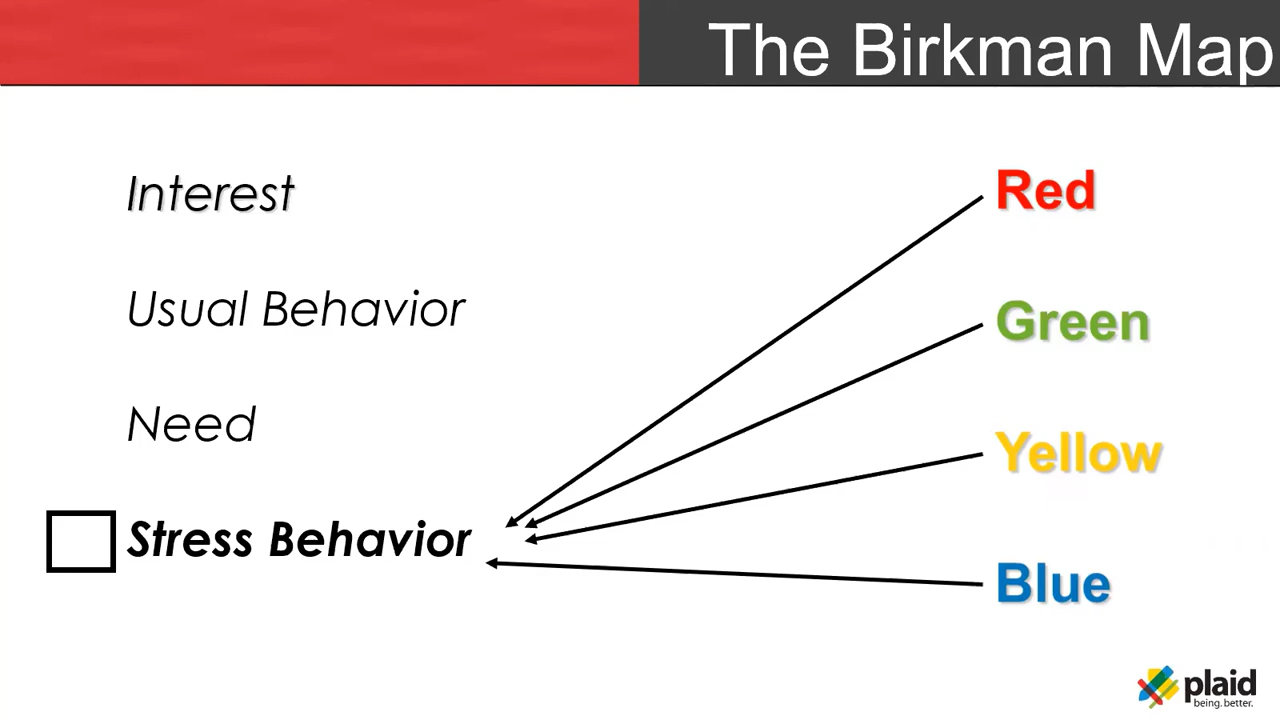 The Birkman Map
Interest
Red
Usual Behavior
Green
Need
Yellow
Stress Behavior
Blue
plaid
being. better.